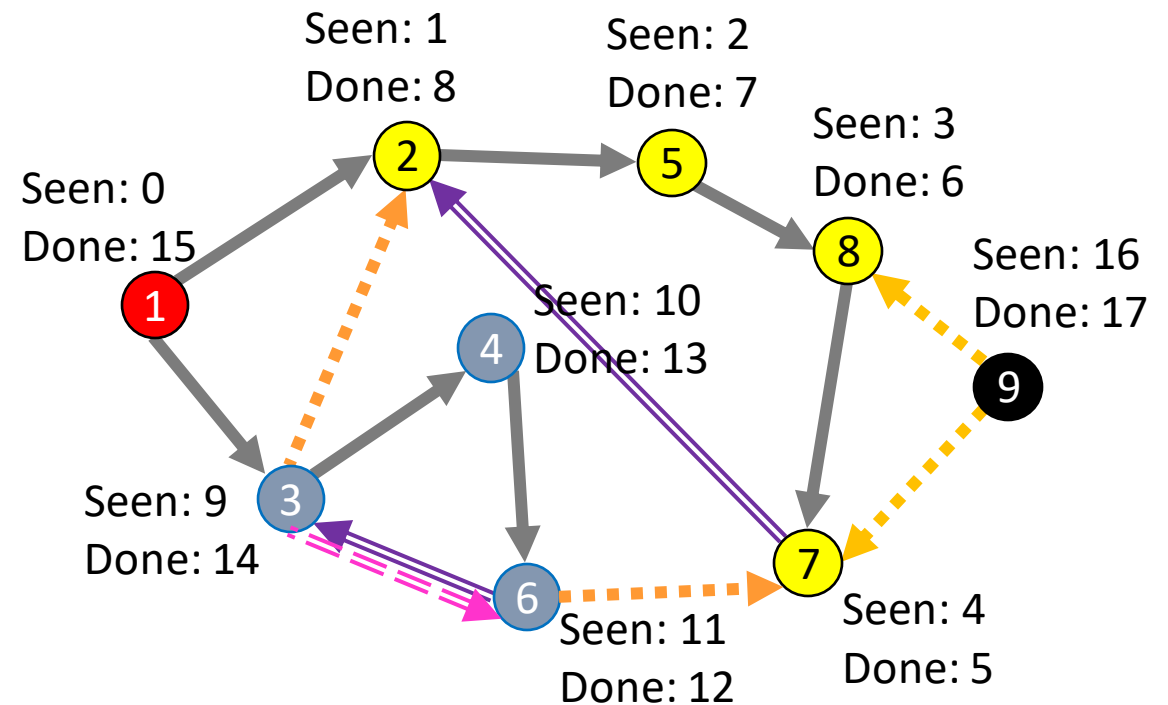 Seen: 1
Done: 8
2
Seen: 2
Done: 7
5
Seen: 3
Done: 6
8
Seen: 0
Done: 15
1
Seen: 10
Done: 13
4
Seen: 16
Done: 17
9
Seen: 9
Done: 14
3
6
Seen: 11
Done: 12
7
Seen: 4
Done: 5